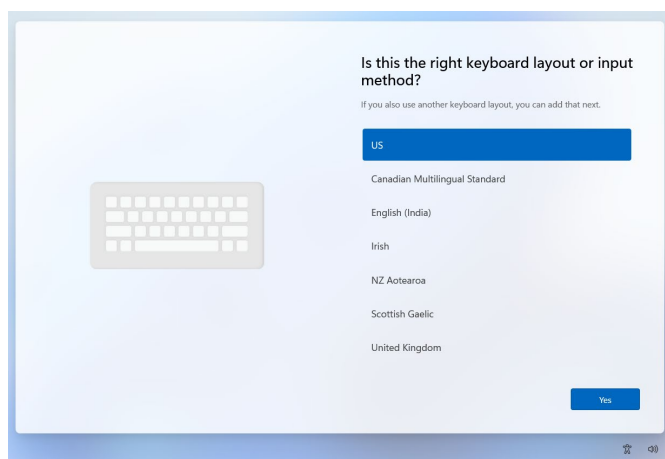 Is this the right keyboard layout or input
method?
If you also use another keyboard layout, you can add that next.
US
Canadian Multilingual Standard
English (India)
Irish
NZ Aotearoa
Scottish Gaelic
United Kingdom
Yes